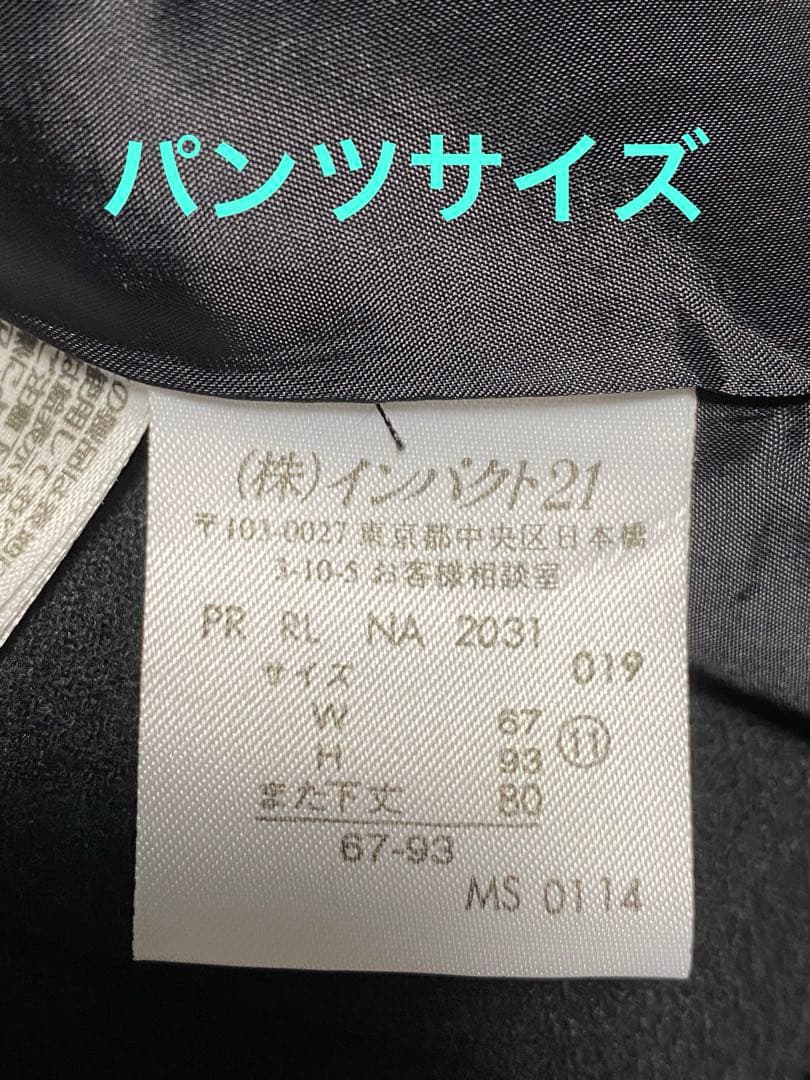 パンツサイズ
(株)インパクト21
〒103-0027 東京都中央区日本橋
3-10-5 お客様相談室
PR RL NA 2031
019
サイズ
W 67
H 93
⑪
また下丈 80
67-93
MS 0114